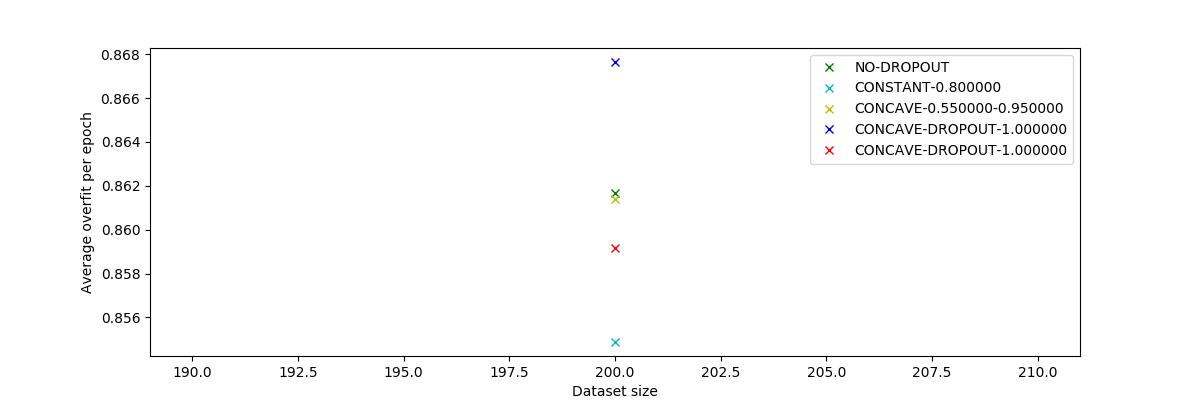 0.868
0.866
0.864
0.862
0.860
0.858
0.856
Average overfit per epoch
NO-DROPOUT
CONSTANT-0.800000
CONCAVE-0.550000-0.950000
CONCAVE-DROPOUT-1.000000
CONCAVE-DROPOUT-1.000000
190.0 192.5 195.0 197.5 200.0 202.5 205.0 207.5 210.0
Dataset size